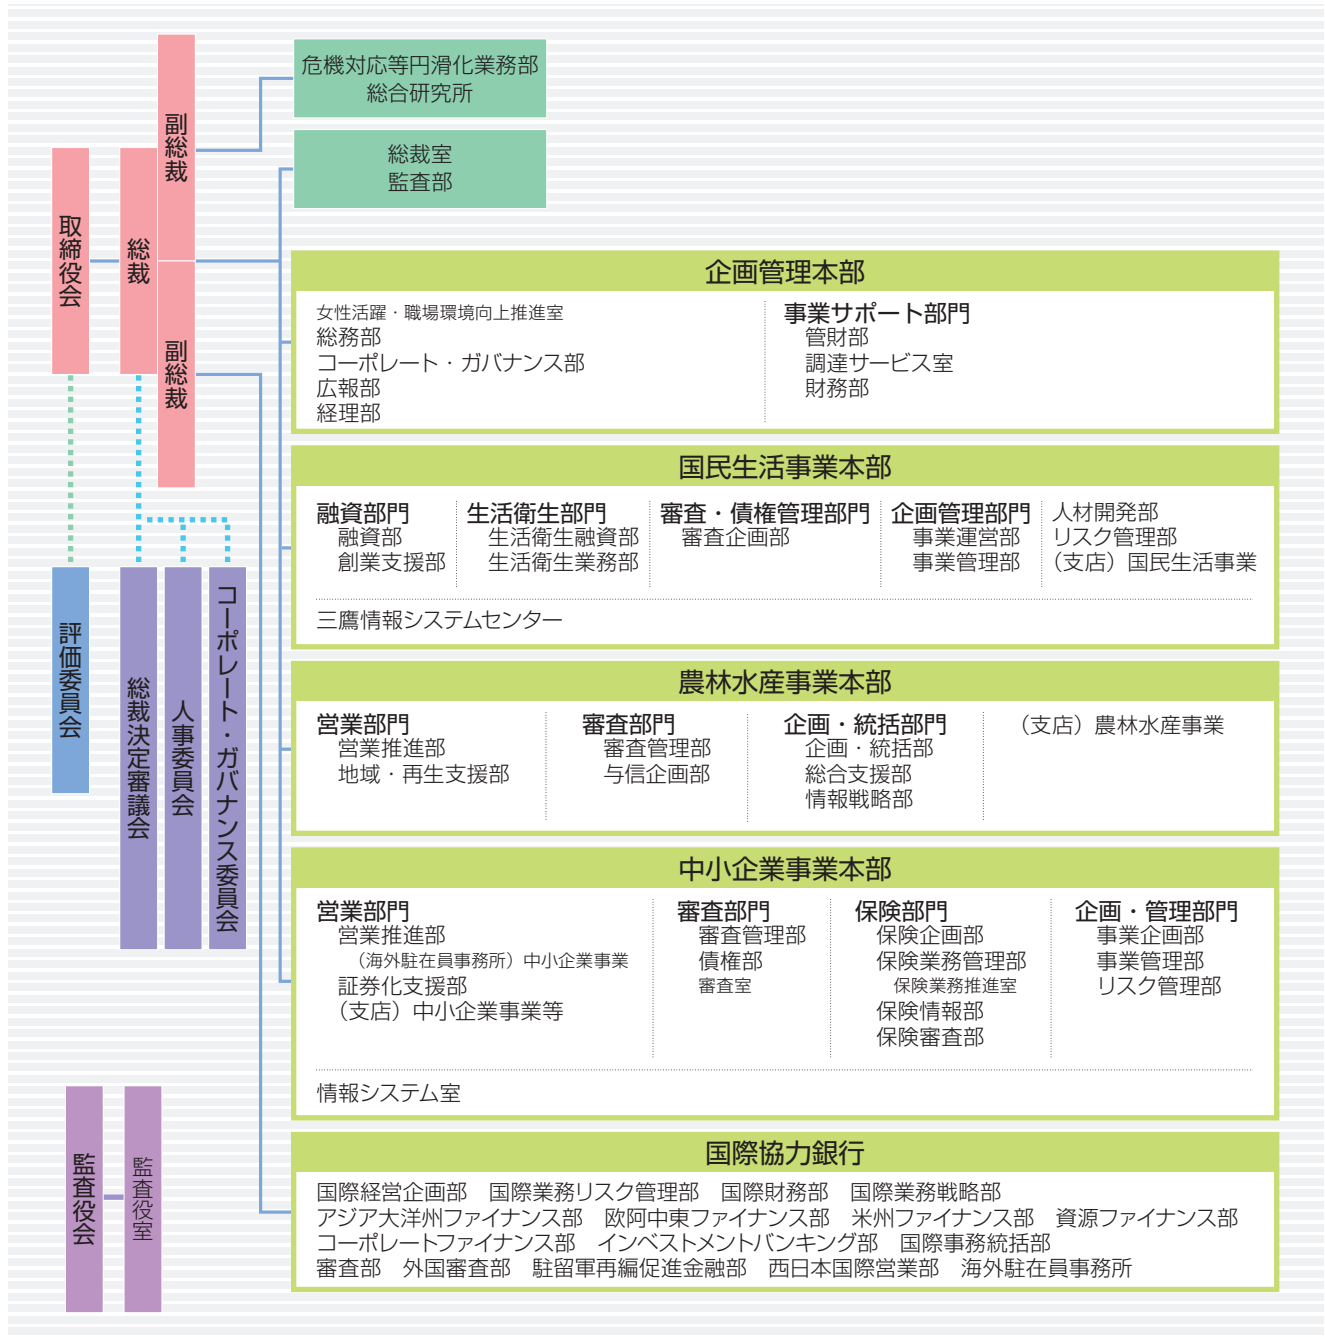 取締役会
総裁
副総裁
副総裁
評価委員会
総裁決定審議会
人事委員会
コーポレート・ガバナンス委員会
監査役会
監査役室
危機対応等円滑化業務部
総合研究所
総裁室
監査部
企画管理本部
女性活躍・職場環境向上推進室
総務部
コーポレート・ガバナンス部
広報部
経理部
事業サポート部門
管財部
調達サービス室
財務部
国民生活事業本部
融資部門
融資部
創業支援部
生活衛生部門
生活衛生融資部
生活衛生業務部
審査・債権管理部門
審査企画部
企画管理部門
事業運営部
事業管理部
人材開発部
リスク管理部
（支店）国民生活事業
三鷹情報システムセンター
農林水産事業本部
営業部門
営業推進部
地域・再生支援部
審査部門
審査管理部
与信企画部
企画・統括部門
企画・統括部
総合支援部
情報戦略部
（支店）農林水産事業
中小企業事業本部
営業部門
営業推進部
（海外駐在員事務所）中小企業事業
証券化支援部
（支店）中小企業事業等
審査部門
審査管理部
債権部
審査室
保険部門
保険企画部
保険業務管理部
保険業務推進室
保険情報部
保険審査部
企画・管理部門
事業企画部
事業管理部
リスク管理部
情報システム室
国際協力銀行
国際経営企画部　国際業務リスク管理部　国際財務部　国際業務戦略部
アジア大洋州ファイナンス部　欧阿中東ファイナンス部　米州ファイナンス部　資源ファイナンス部
コーポレートファイナンス部　インベストメントバンキング部　国際事務統括部
審査部　外国審査部　駐留軍再編促進金融部　西日本国際営業部　海外駐在員事務所